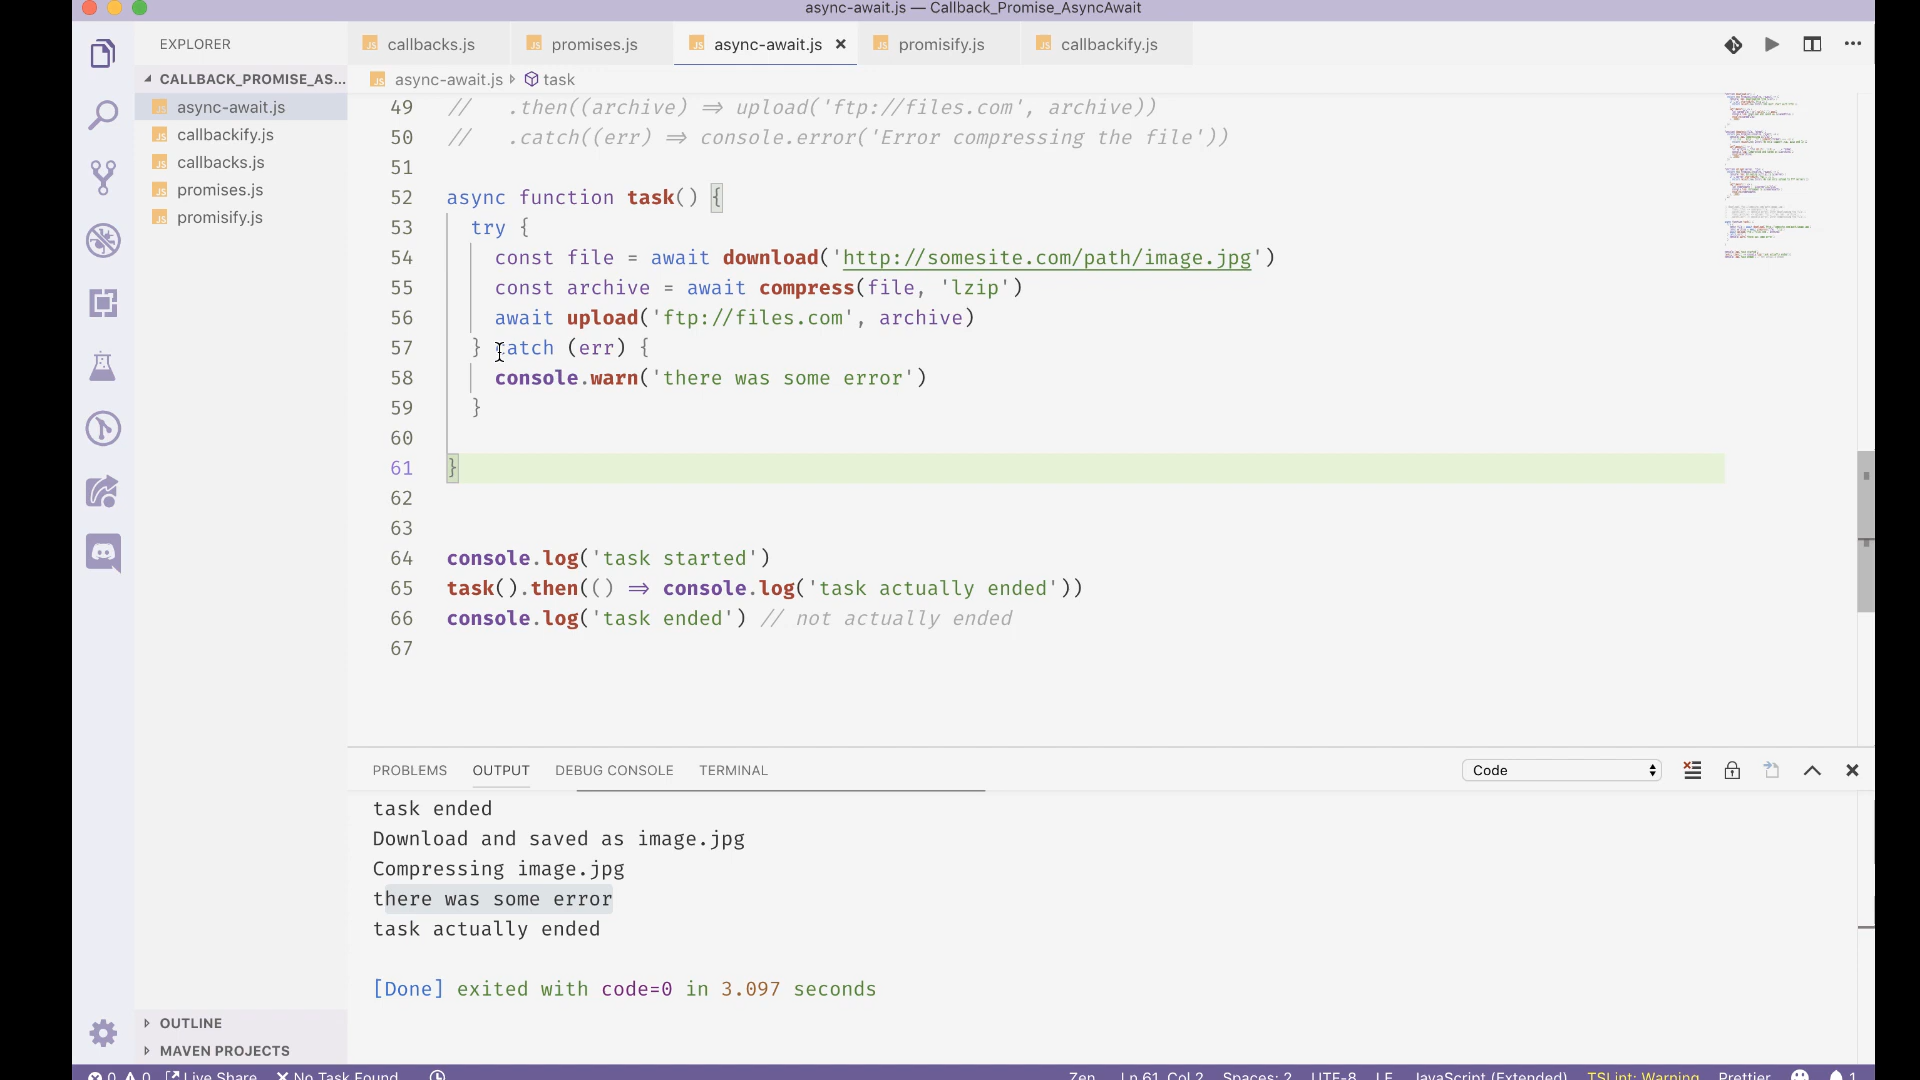 async-await.js — Callback_Promise_AsyncAwait
EXPLORER
callbacks.js
promises.js
async-await.js
promisify.js
callbackify.js
CALLBACK_PROMISE_AS...
async-await.js
callbackify.js
callbacks.js
promises.js
promisify.js
async-await.js task
49 // .then((archive) => upload('ftp://files.com', archive))
50 // .catch((err) => console.error('Error compressing the file'))
51
52 async function task() {
53 try {
54 const file = await download('http://somesite.com/path/image.jpg')
55 const archive = await compress(file, 'lzip')
56 await upload('ftp://files.com', archive)
57 } catch (err) {
58 console.warn('there was some error')
59 }
60
61 }
62
63
64 console.log('task started')
65 task().then(() => console.log('task actually ended'))
66 console.log('task ended') // not actually ended
67
PROBLEMS OUTPUT DEBUG CONSOLE TERMINAL
Code
task ended
Download and saved as image.jpg
Compressing image.jpg
there was some error
task actually ended
[Done] exited with code=0 in 3.097 seconds
OUTLINE
MAVEN PROJECTS
0 0 Live Share No Task Found
Zen Ln 61, Col 2 Spaces: 2 UTF-8 LF JavaScript (Extended) TSLint: Warning Prettier 1